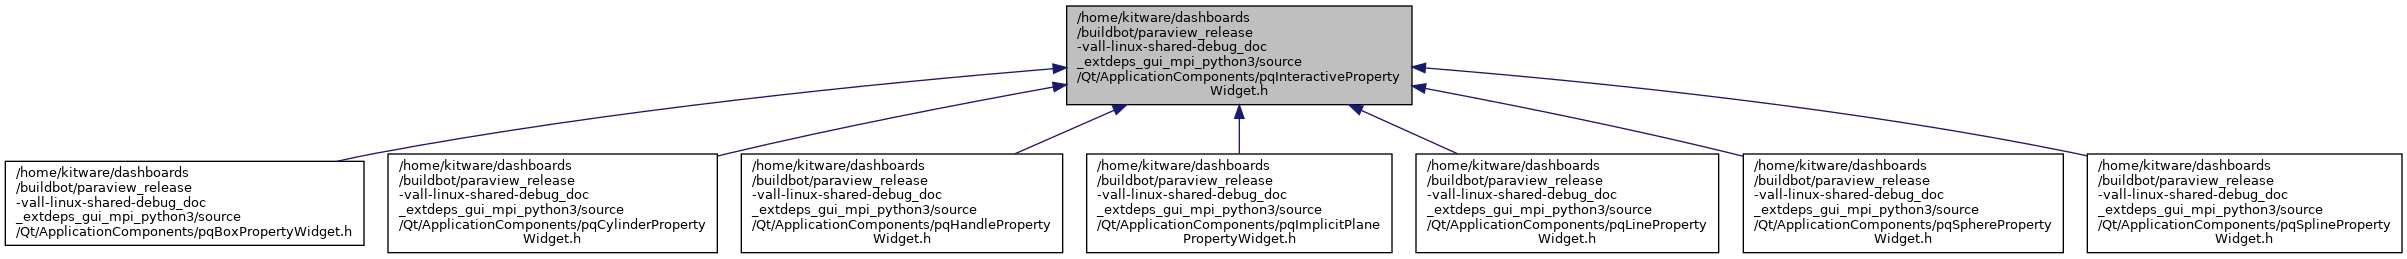 /home/kitware/dashboards
/buildbot/paraview_release
-vall-linux-shared-debug_doc
_extdeps_gui_mpi_python3/source
/Qt/ApplicationComponents/pqInteractiveProperty
Widget.h
/home/kitware/dashboards
/buildbot/paraview_release
-vall-linux-shared-debug_doc
_extdeps_gui_mpi_python3/source
/Qt/ApplicationComponents/pqBoxPropertyWidget.h
/home/kitware/dashboards
/buildbot/paraview_release
-vall-linux-shared-debug_doc
_extdeps_gui_mpi_python3/source
/Qt/ApplicationComponents/pqCylinderProperty
Widget.h
/home/kitware/dashboards
/buildbot/paraview_release
-vall-linux-shared-debug_doc
_extdeps_gui_mpi_python3/source
/Qt/ApplicationComponents/pqHandleProperty
Widget.h
/home/kitware/dashboards
/buildbot/paraview_release
-vall-linux-shared-debug_doc
_extdeps_gui_mpi_python3/source
/Qt/ApplicationComponents/pqImplicitPlane
PropertyWidget.h
/home/kitware/dashboards
/buildbot/paraview_release
-vall-linux-shared-debug_doc
_extdeps_gui_mpi_python3/source
/Qt/ApplicationComponents/pqLineProperty
Widget.h
/home/kitware/dashboards
/buildbot/paraview_release
-vall-linux-shared-debug_doc
_extdeps_gui_mpi_python3/source
/Qt/ApplicationComponents/pqSphereProperty
Widget.h
/home/kitware/dashboards
/buildbot/paraview_release
-vall-linux-shared-debug_doc
_extdeps_gui_mpi_python3/source
/Qt/ApplicationComponents/pqSplineProperty
Widget.h